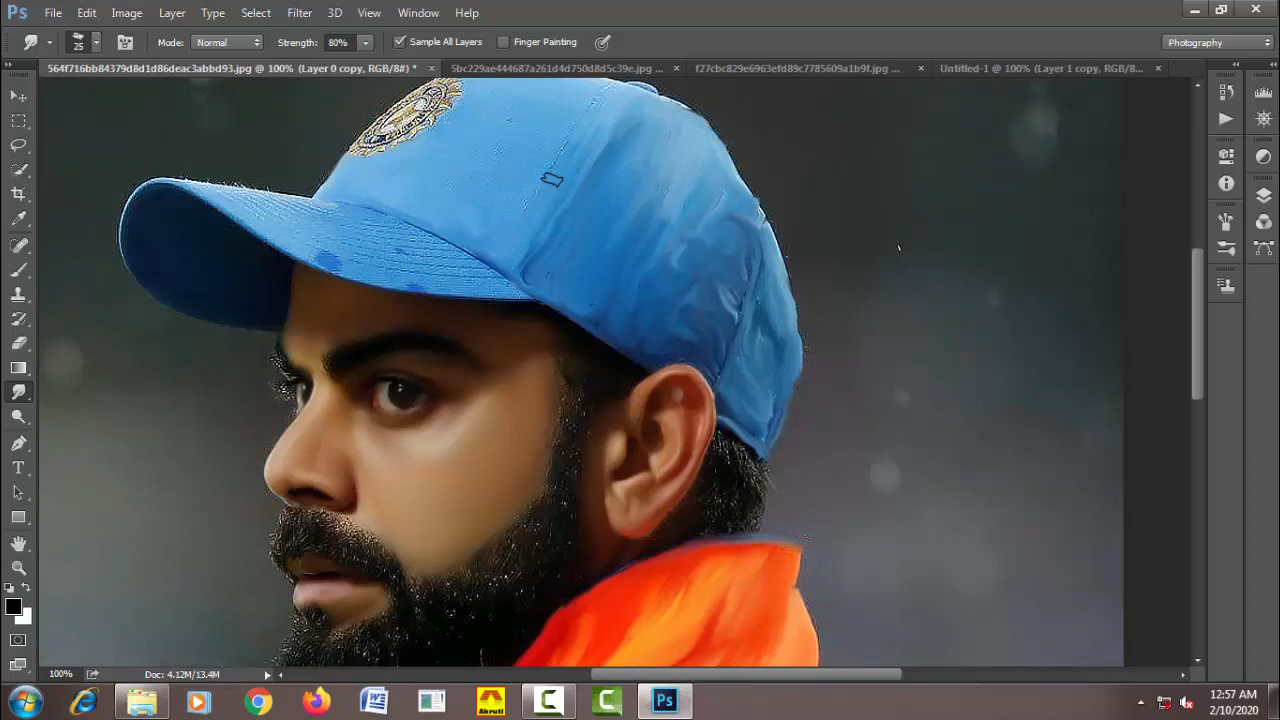 Ps File Edit Image Layer Type Select Filter 3D View Window Help
25 Mode: Normal Strength: 80% Sample All Layers Finger Painting Photography
564f716bb84379d8d1d86deac3abbd93.jpg @ 100% (Layer 0 copy, RGB/8#) * × 5bc229ae444687a261d4d750d8d5c39e.jpg ... × f27cbc829e6963efd89c7785609a1b9f.jpg ... × Untitled-1 @ 100% (Layer 1 copy, RGB/8... ×
T
100% Doc: 4.12M/13.4M
12:57 AM
Akruti Ps
2/10/2020